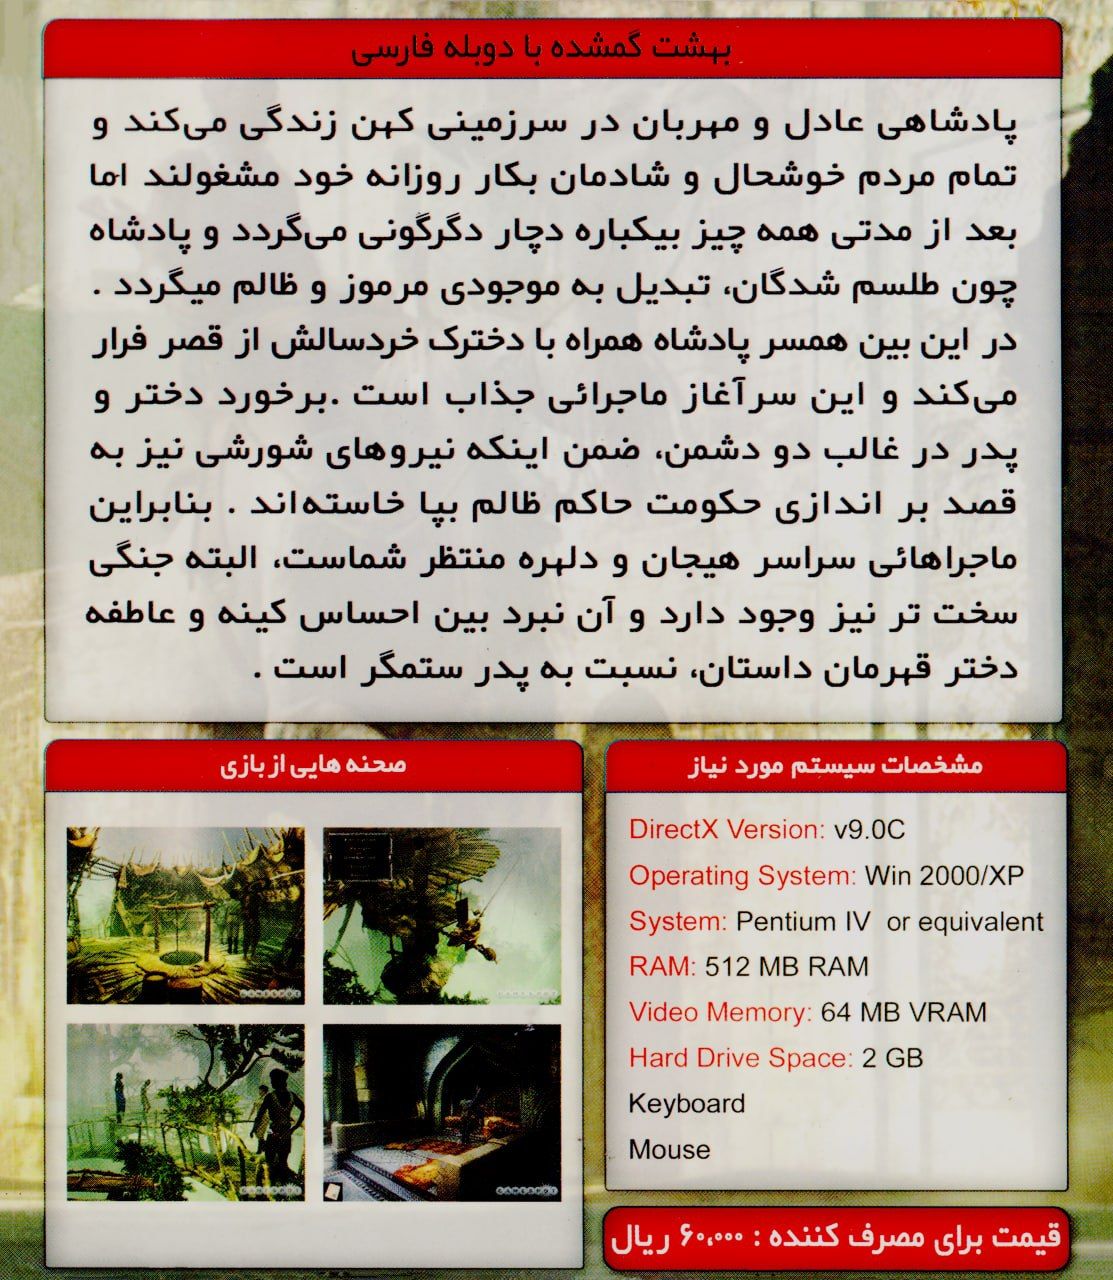 بهشت گمشده با دوبله فارسی
پادشاهی عادل و مهربان در سرزمینی کهن زندگی می‌کند و
تمام مردم خوشحال و شادمان بکار روزانه خود مشغولند اما
بعد از مدتی همه چیز بیکباره دچار دگرگونی می‌گردد و پادشاه
چون طلسم شدگان، تبدیل به موجودی مرموز و ظالم میگردد .
در این بین همسر پادشاه همراه با دخترک خردسالش از قصر فرار
می‌کند و این سرآغاز ماجرائی جذاب است .برخورد دختر و
پدر در غالب دو دشمن، ضمن اینکه نیروهای شورشی نیز به
قصد بر اندازی حکومت حاکم ظالم بپا خاسته‌اند . بنابراین
ماجراهائی سراسر هیجان و دلهره منتظر شماست، البته جنگی
سخت تر نیز وجود دارد و آن نبرد بین احساس کینه و عاطفه
دختر قهرمان داستان، نسبت به پدر ستمگر است .
مشخصات سیستم مورد نیاز
DirectX Version: v9.0C
Operating System: Win 2000/XP
System: Pentium IV or equivalent
RAM: 512 MB RAM
Video Memory: 64 MB VRAM
Hard Drive Space: 2 GB
Keyboard
Mouse
صحنه هایی از بازی
GAMESPOT
GAMESPOT
GAMESPOT
GAMESPOT
قیمت برای مصرف کننده : ۶۰,۰۰۰ ریال